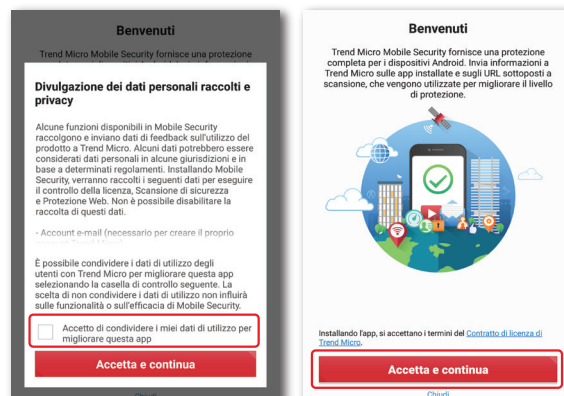 Benvenuti
Trend Micro Mobile Security fornisce una protezione
Divulgazione dei dati personali raccolti e
privacy
Alcune funzioni disponibili in Mobile Security
raccolgono e inviano dati di feedback sull'utilizzo del
prodotto a Trend Micro. Alcuni dati potrebbero essere
considerati dati personali in alcune giurisdizioni e in
base a determinati regolamenti. Installando Mobile
Security, verranno raccolti i seguenti dati per eseguire
il controllo della licenza, Scansione di sicurezza
e Protezione Web. Non è possibile disabilitare la
raccolta di questi dati.
- Account e-mail (necessario per creare il proprio
È possibile condividere i dati di utilizzo degli
utenti con Trend Micro per migliorare questa app
selezionando la casella di controllo seguente. La
scelta di non condividere i dati di utilizzo non influirà
sulle funzionalità o sull'efficacia di Mobile Security.
Accetto di condividere i miei dati di utilizzo per
migliorare questa app
Accetta e continua
Chiudi
Benvenuti
Trend Micro Mobile Security fornisce una protezione
completa per i dispositivi Android. Invia informazioni a
Trend Micro sulle app installate e sugli URL sottoposti a
scansione, che vengono utilizzate per migliorare il livello
di protezione.
Installando l'app, si accettano i termini del Contratto di licenza di
Trend Micro.
Accetta e continua
Chiudi